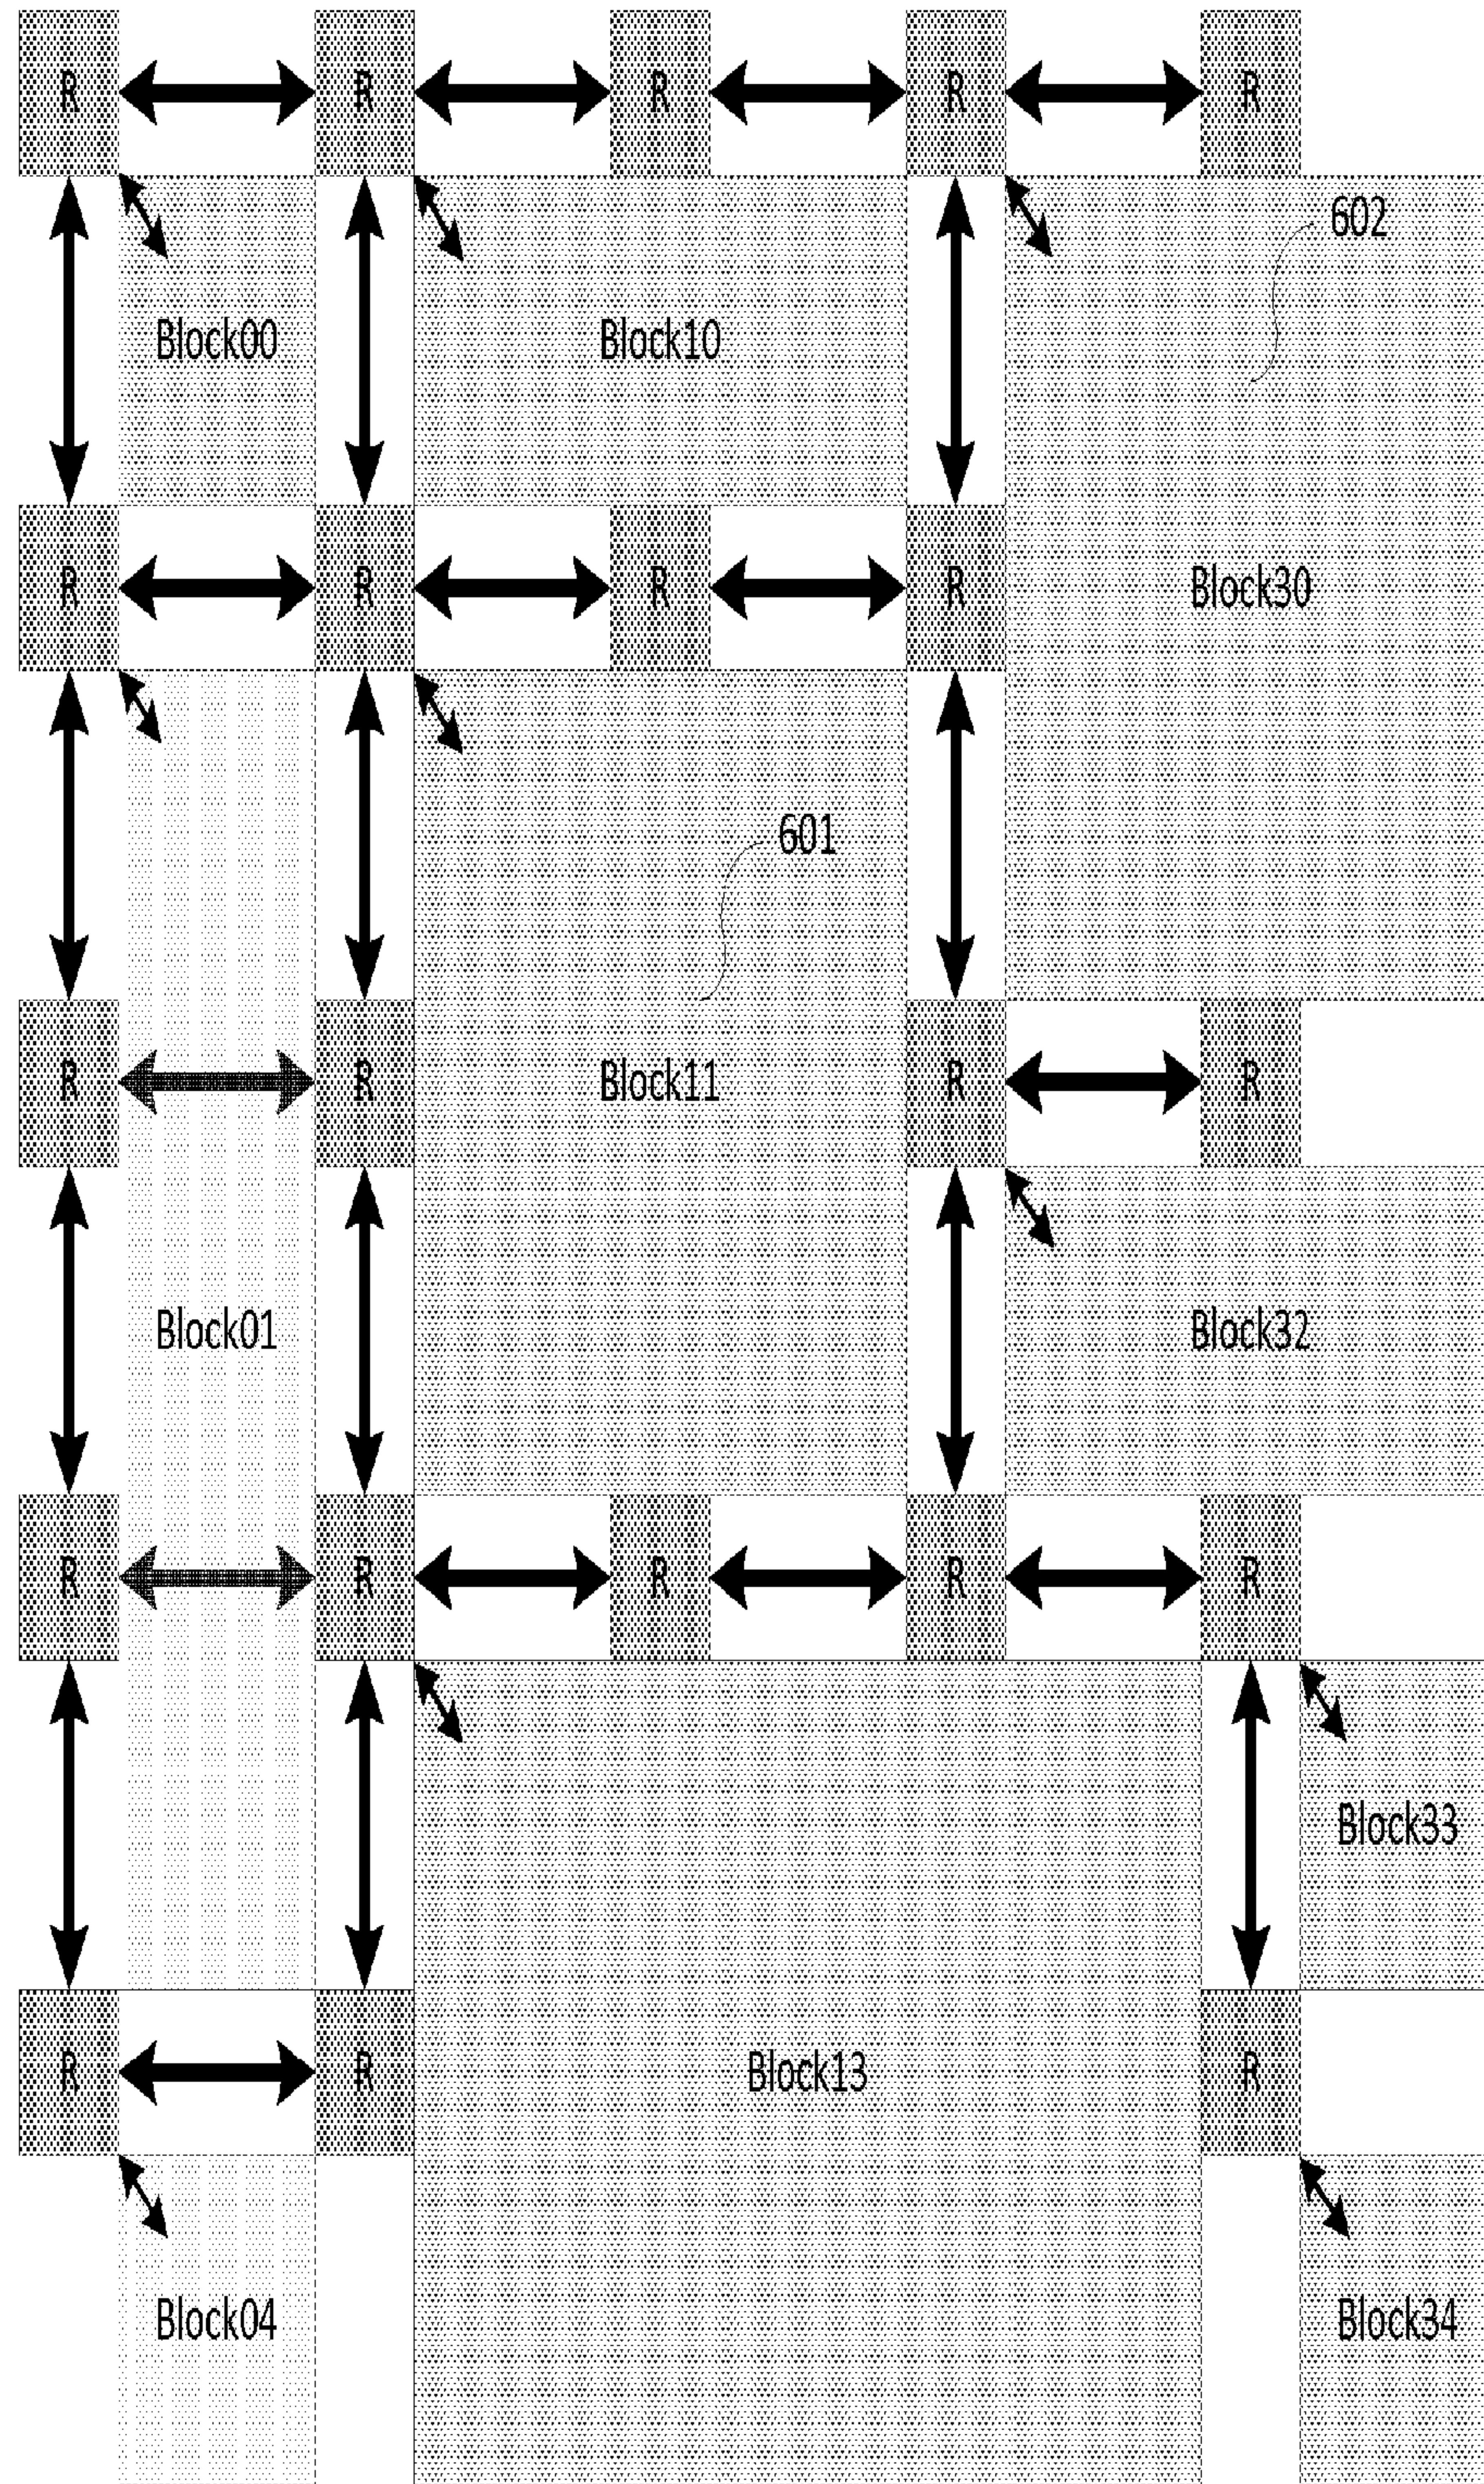 R R R R R
602
Block00 Block10
R R R R Block30
601
R R Block11 R R
Block01 Block32
R R R R R
Block33
R R Block13 R
Block04 Block34